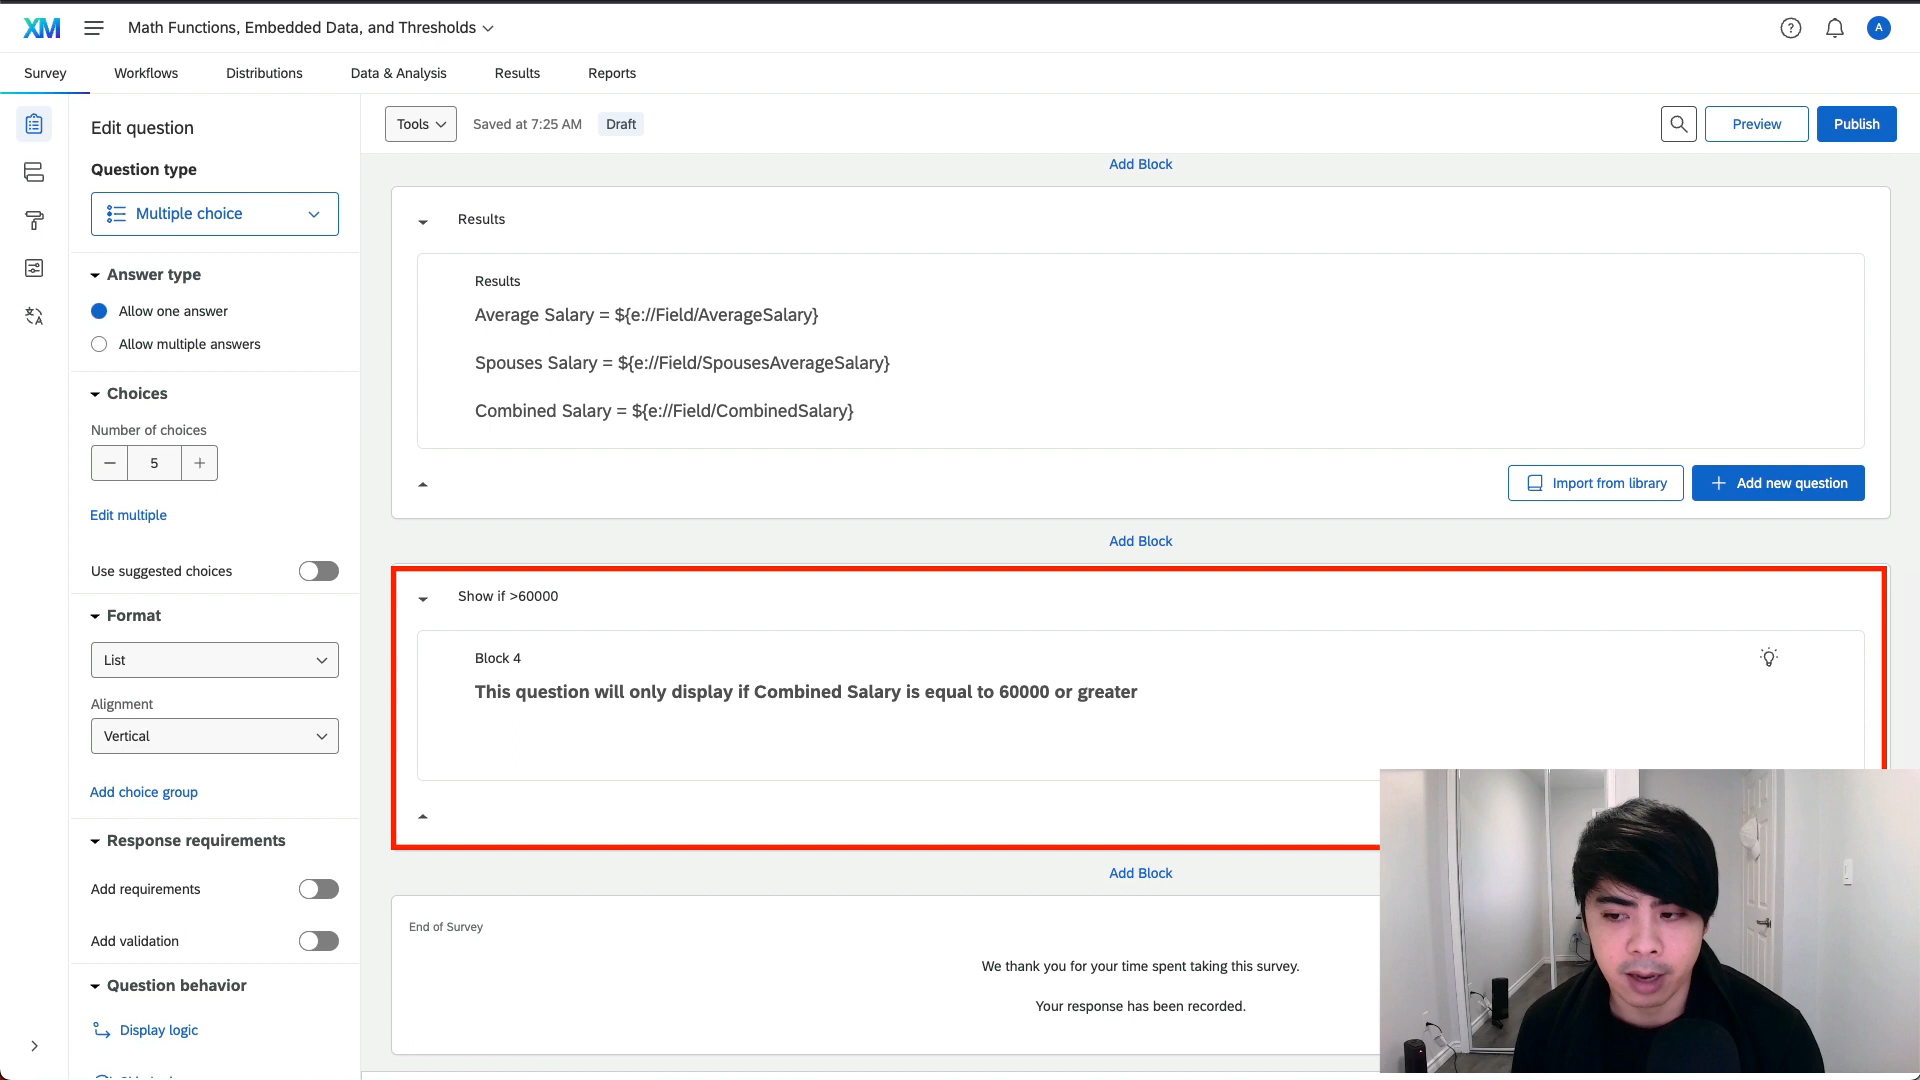 XM
Math Functions, Embedded Data, and Thresholds
A
Survey
Workflows
Distributions
Data & Analysis
Results
Reports
Edit question
Question type
Multiple choice
Answer type
Allow one answer
Allow multiple answers
Choices
Number of choices
5
Edit multiple
Use suggested choices
Format
List
Alignment
Vertical
Add choice group
Response requirements
Add requirements
Add validation
Question behavior
Display logic
Tools
Saved at 7:25 AM
Draft
Preview
Publish
Add Block
Results
Results
Average Salary = ${e://Field/AverageSalary}
Spouses Salary = ${e://Field/SpousesAverageSalary}
Combined Salary = ${e://Field/CombinedSalary}
Import from library
Add new question
Add Block
Show if >60000
Block 4
This question will only display if Combined Salary is equal to 60000 or greater
Add Block
End of Survey
We thank you for your time spent taking this survey.
Your response has been recorded.